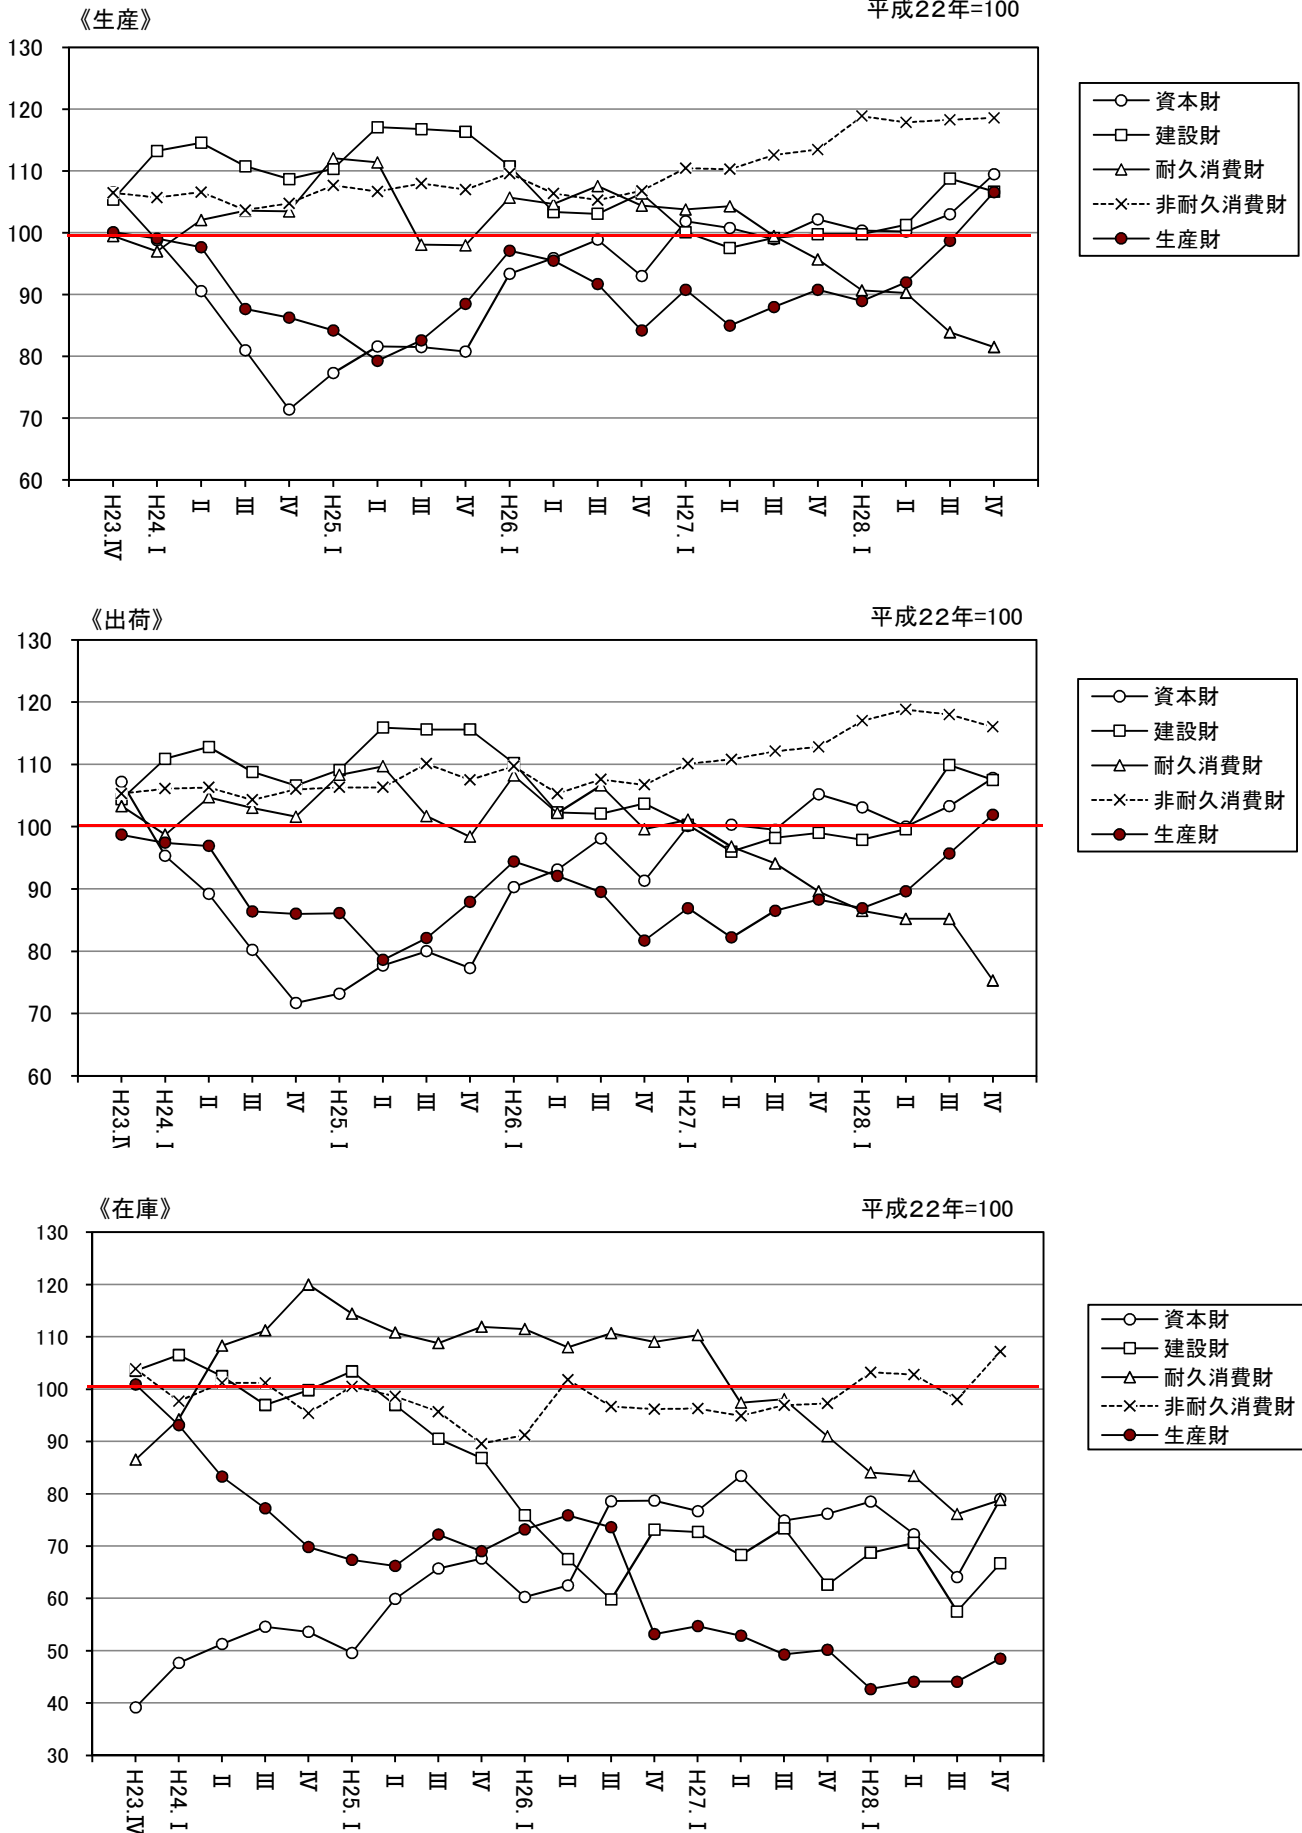 《生産》
平成22年=100
130
120
110
100
90
80
70
60
H23.Ⅳ
H24.Ⅰ
Ⅱ
Ⅲ
Ⅳ
H25.Ⅰ
Ⅱ
Ⅲ
Ⅳ
H26.Ⅰ
Ⅱ
Ⅲ
Ⅳ
H27.Ⅰ
Ⅱ
Ⅲ
Ⅳ
H28.Ⅰ
Ⅱ
Ⅲ
Ⅳ
資本財
建設財
耐久消費財
非耐久消費財
生産財
《出荷》
平成22年=100
130
120
110
100
90
80
70
60
H23.Ⅳ
H24.Ⅰ
Ⅱ
Ⅲ
Ⅳ
H25.Ⅰ
Ⅱ
Ⅲ
Ⅳ
H26.Ⅰ
Ⅱ
Ⅲ
Ⅳ
H27.Ⅰ
Ⅱ
Ⅲ
Ⅳ
H28.Ⅰ
Ⅱ
Ⅲ
Ⅳ
資本財
建設財
耐久消費財
非耐久消費財
生産財
《在庫》
平成22年=100
130
120
110
100
90
80
70
60
50
40
30
H23.Ⅳ
H24.Ⅰ
Ⅱ
Ⅲ
Ⅳ
H25.Ⅰ
Ⅱ
Ⅲ
Ⅳ
H26.Ⅰ
Ⅱ
Ⅲ
Ⅳ
H27.Ⅰ
Ⅱ
Ⅲ
Ⅳ
H28.Ⅰ
Ⅱ
Ⅲ
Ⅳ
資本財
建設財
耐久消費財
非耐久消費財
生産財